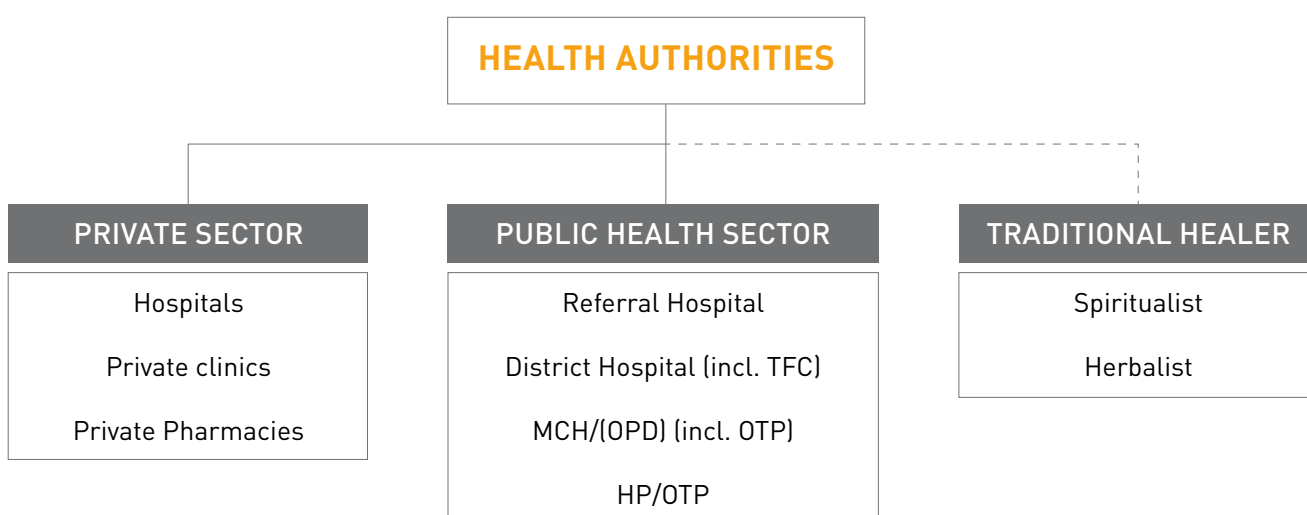 HEALTH AUTHORITIES
PRIVATE SECTOR
Hospitals
Private clinics
Private Pharmacies
PUBLIC HEALTH SECTOR
Referral Hospital
District Hospital (incl. TFC)
MCH/(OPD) (incl. OTP)
HP/OTP
TRADITIONAL HEALER
Spiritualist
Herbalist